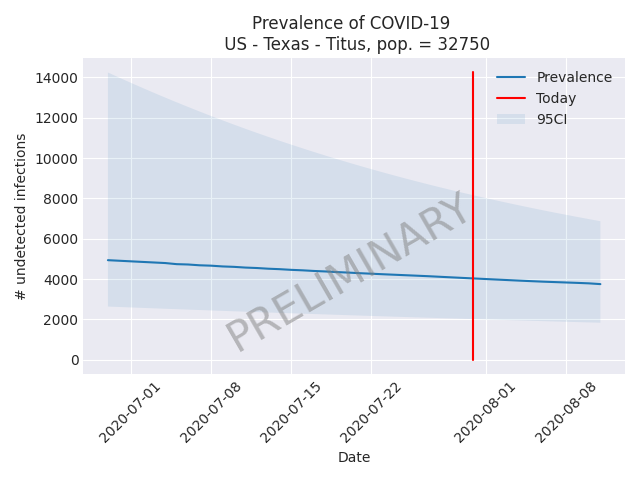 Prevalence of COVID-19
US - Texas - Titus, pop. = 32750
# undetected infections
14000
12000
10000
8000
6000
4000
2000
0
Prevalence
Today
95CI
PRELIMINARY
2020-07-01
2020-07-08
2020-07-15
2020-07-22
2020-08-01
2020-08-08
Date